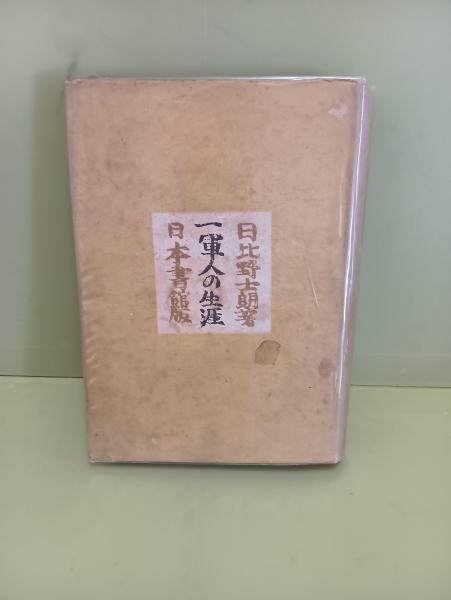 日比野士朗著
一軍人の生涯
日本書館版